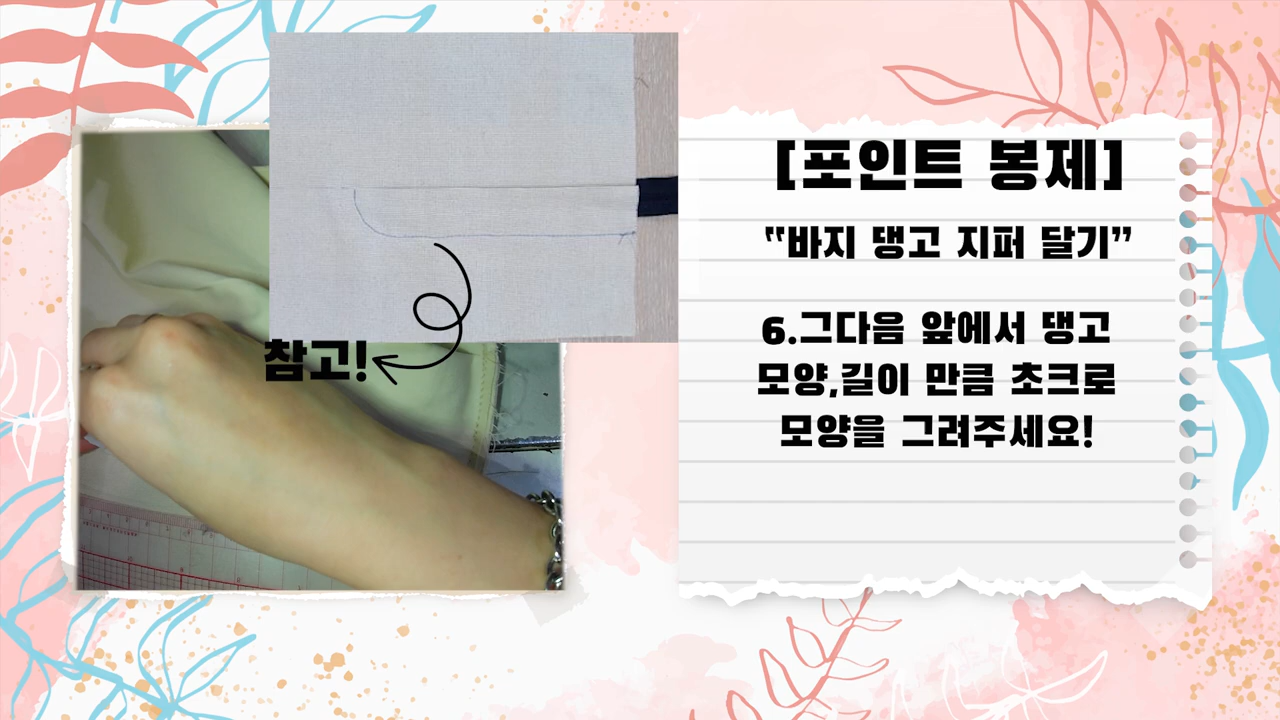 [포인트 봉제]
“바지 댕고 지퍼 달기”
6.그다음 앞에서 댕고
모양,길이 만큼 초크로
모양을 그려주세요!
참고!